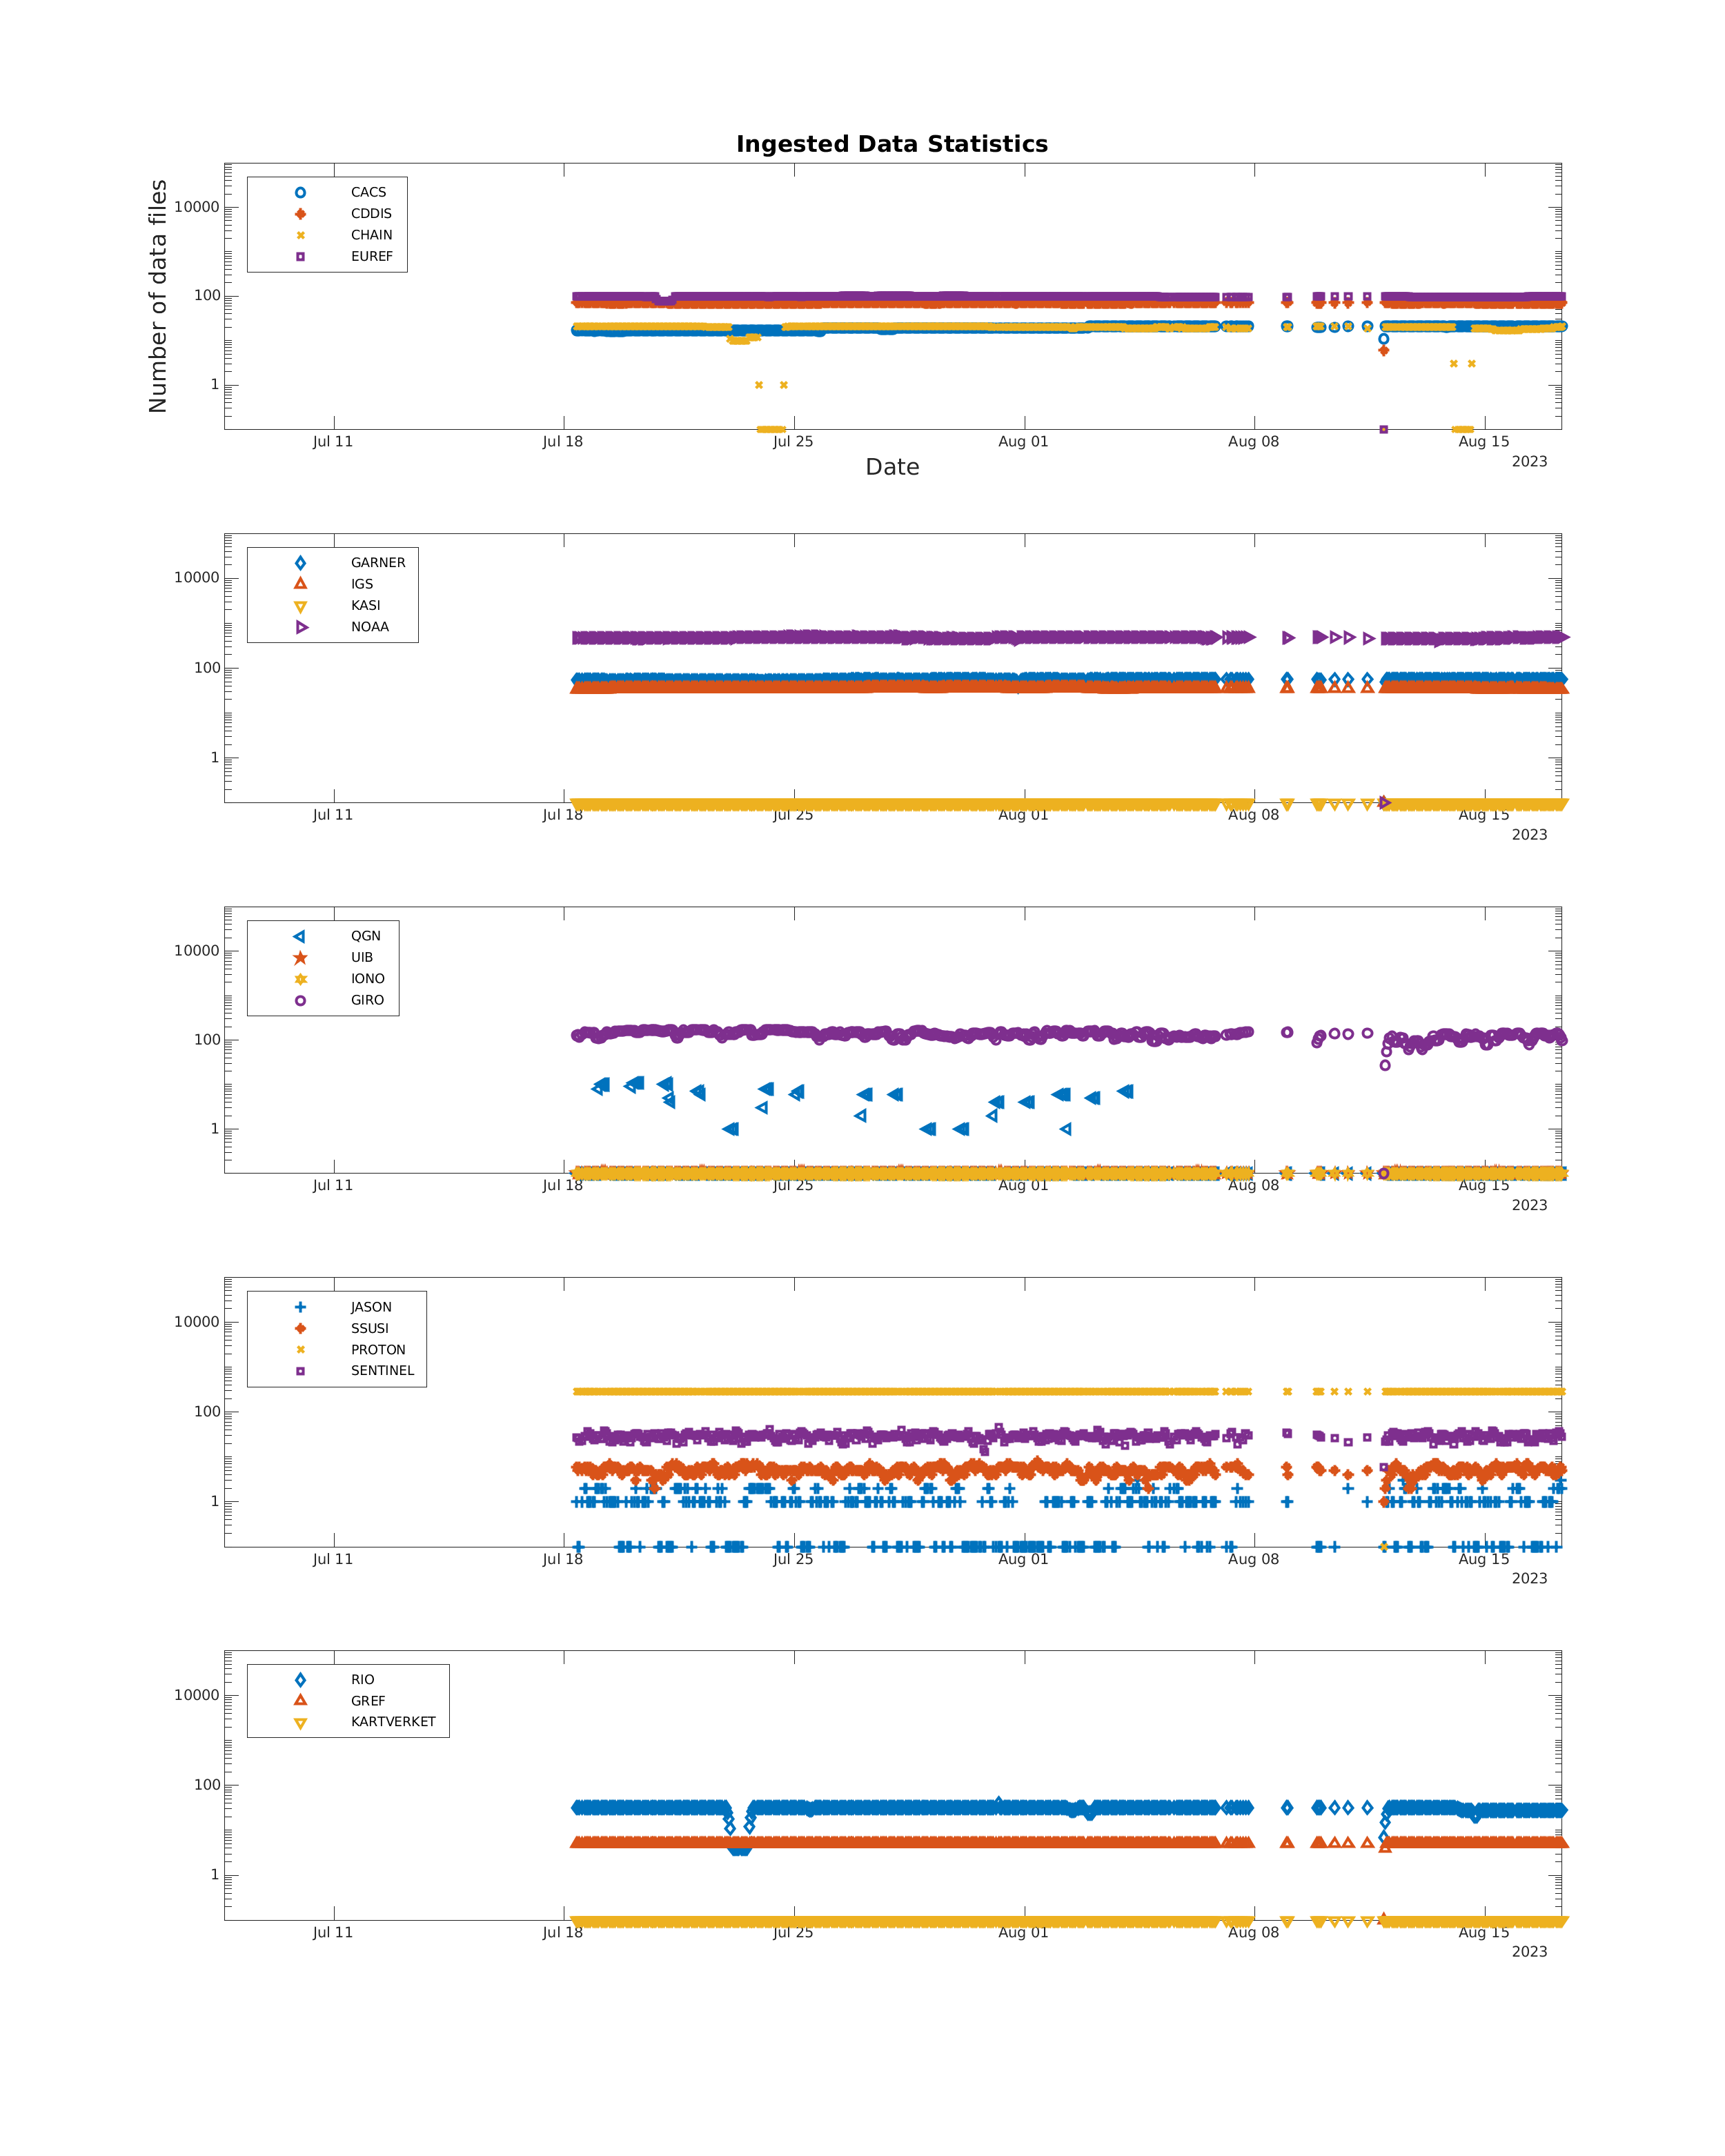 Ingested Data Statistics
Number of data files
10000
100
1
CACS
CDDIS
CHAIN
EUREF
Jul 11
Jul 18
Jul 25
Aug 01
Aug 08
Aug 15
2023
Date
10000
100
1
GARNER
IGS
KASI
NOAA
Jul 11
Jul 18
Jul 25
Aug 01
Aug 08
Aug 15
2023
10000
100
1
QGN
UIB
IONO
GIRO
Jul 11
Jul 18
Jul 25
Aug 01
Aug 08
Aug 15
2023
10000
100
1
JASON
SSUSI
PROTON
SENTINEL
Jul 11
Jul 18
Jul 25
Aug 01
Aug 08
Aug 15
2023
10000
100
1
RIO
GREF
KARTVERKET
Jul 11
Jul 18
Jul 25
Aug 01
Aug 08
Aug 15
2023